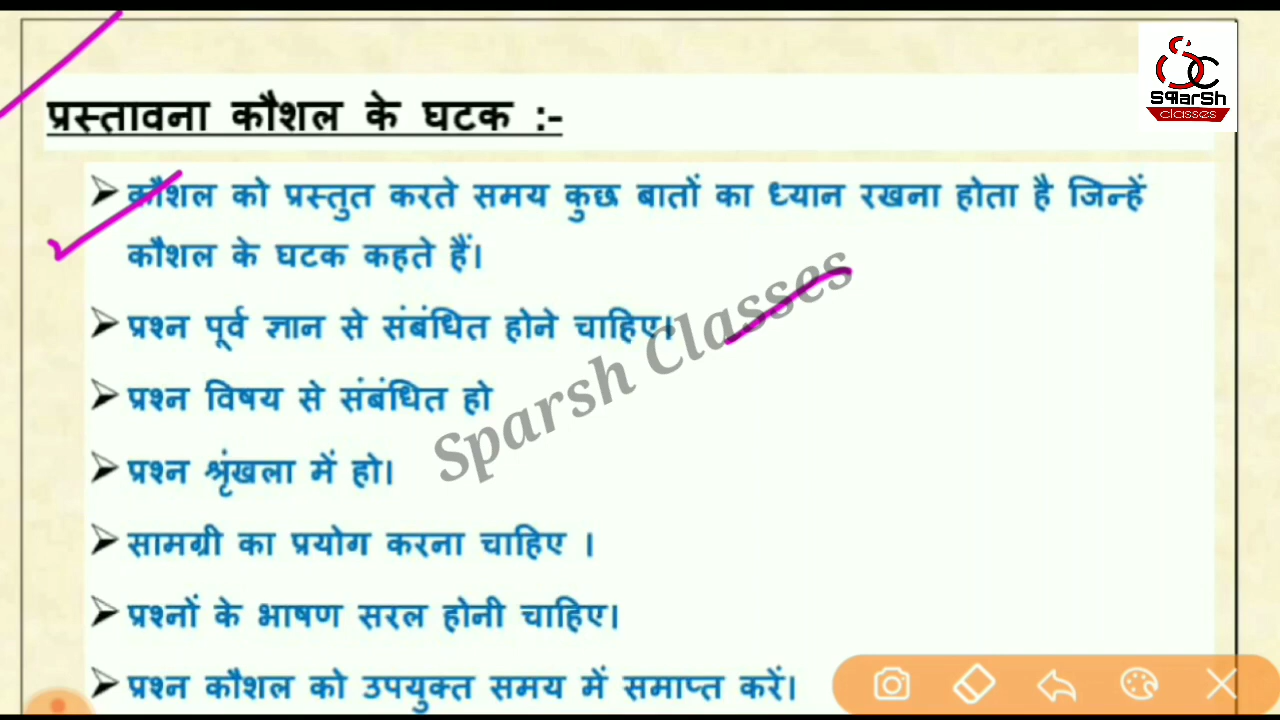 SपarSh
classes
प्रस्तावना कौशल के घटक :-
➢ कौशल को प्रस्तुत करते समय कुछ बातों का ध्यान रखना होता है जिन्हें
कौशल के घटक कहते हैं।
➢ प्रश्न पूर्व ज्ञान से संबंधित होने चाहिए।
➢ प्रश्न विषय से संबंधित हो
➢ प्रश्न श्रृंखला में हो।
➢ सामग्री का प्रयोग करना चाहिए ।
➢ प्रश्नों के भाषण सरल होनी चाहिए।
➢ प्रश्न कौशल को उपयुक्त समय में समाप्त करें।
Sparsh Classes